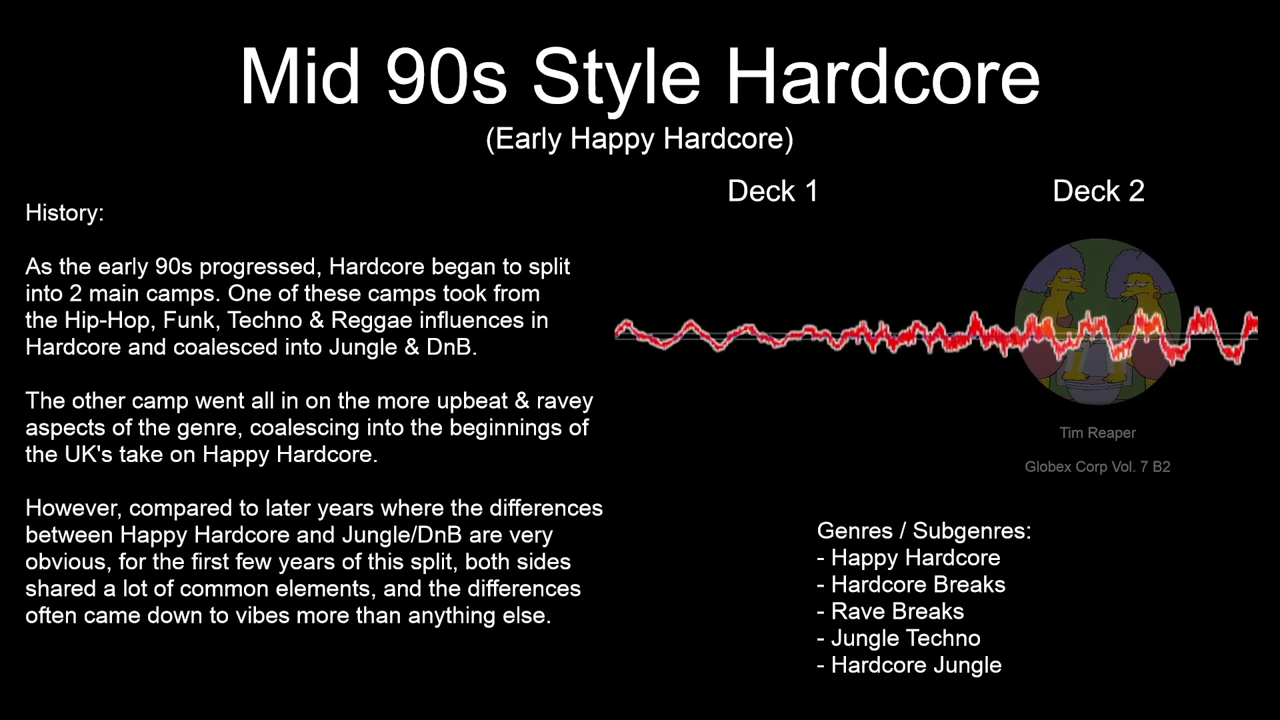 Mid 90s Style Hardcore
(Early Happy Hardcore)
Deck 1
Deck 2
History:
As the early 90s progressed, Hardcore began to split
into 2 main camps. One of these camps took from
the Hip-Hop, Funk, Techno & Reggae influences in
Hardcore and coalesced into Jungle & DnB.
The other camp went all in on the more upbeat & ravey
aspects of the genre, coalescing into the beginnings of
the UK's take on Happy Hardcore.
However, compared to later years where the differences
between Happy Hardcore and Jungle/DnB are very
obvious, for the first few years of this split, both sides
shared a lot of common elements, and the differences
often came down to vibes more than anything else.
Tim Reaper
Globex Corp Vol. 7 B2
Genres / Subgenres:
- Happy Hardcore
- Hardcore Breaks
- Rave Breaks
- Jungle Techno
- Hardcore Jungle